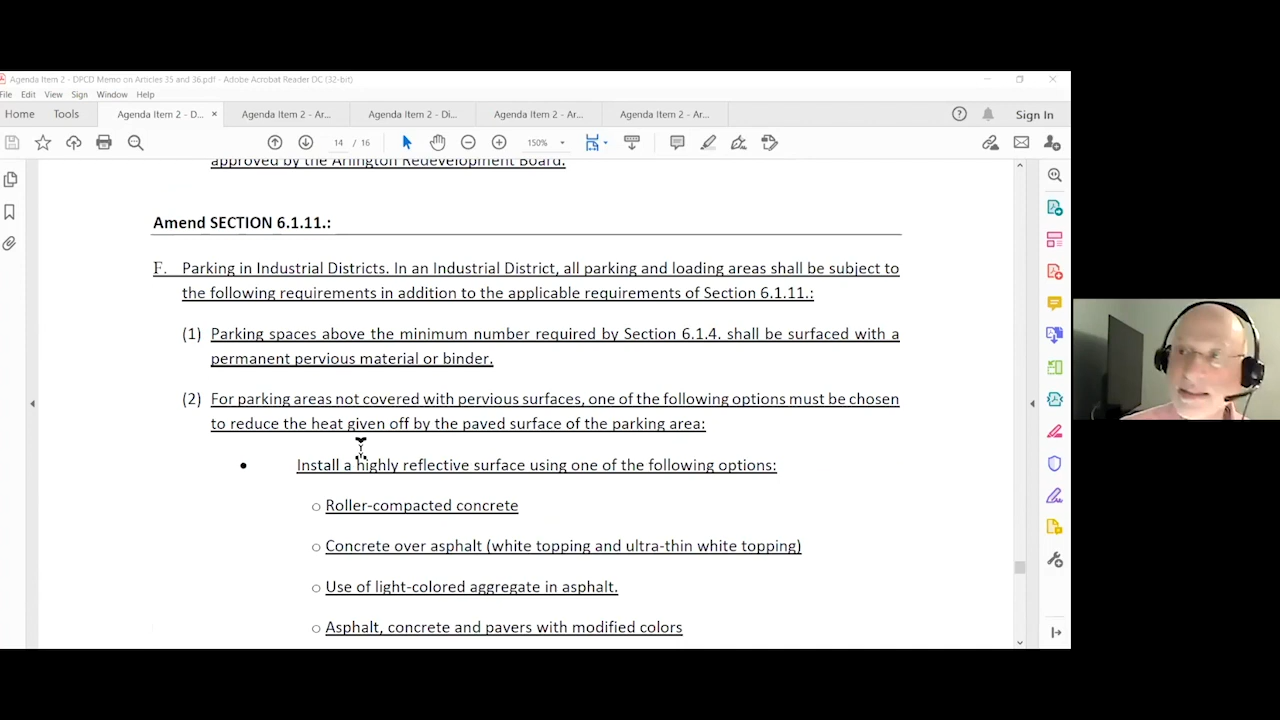 Agenda Item 2 - DPCD Memo on Articles 35 and 36.pdf - Adobe Acrobat Reader DC (32-bit)
File Edit View Sign Window Help
Home Tools Agenda Item 2 - D... × Agenda Item 2 - Ar... Agenda Item 2 - Di... Agenda Item 2 - Ar... Agenda Item 2 - Ar... Sign In
14 / 16 150%
approved by the Arlington Redevelopment Board.
Amend SECTION 6.1.11.:
F. Parking in Industrial Districts. In an Industrial District, all parking and loading areas shall be subject to
the following requirements in addition to the applicable requirements of Section 6.1.11.:
(1) Parking spaces above the minimum number required by Section 6.1.4. shall be surfaced with a
permanent pervious material or binder.
(2) For parking areas not covered with pervious surfaces, one of the following options must be chosen
to reduce the heat given off by the paved surface of the parking area:
• Install a highly reflective surface using one of the following options:
o Roller-compacted concrete
o Concrete over asphalt (white topping and ultra-thin white topping)
o Use of light-colored aggregate in asphalt.
o Asphalt, concrete and pavers with modified colors